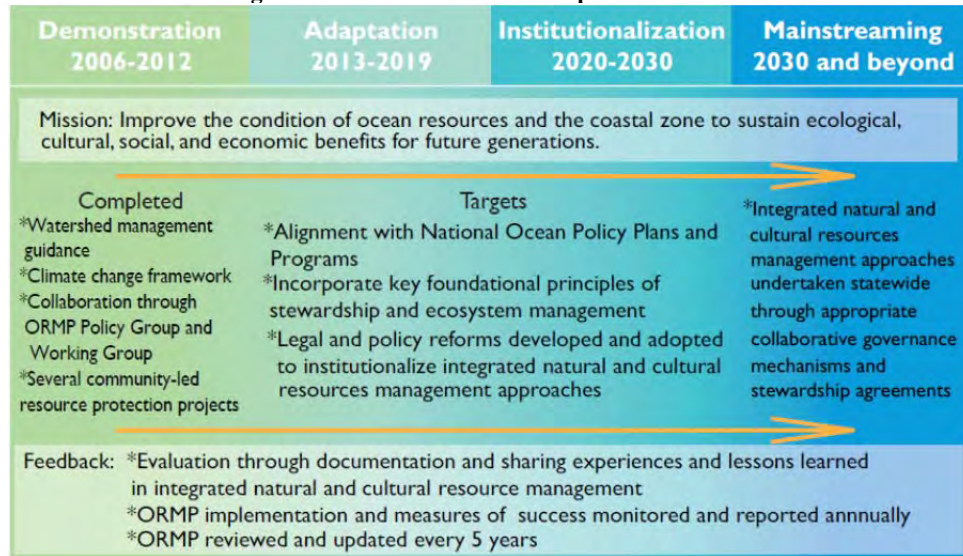 Demonstration
2006-2012
Adaptation
2013-2019
Institutionalization
2020-2030
Mainstreaming
2030 and beyond
Mission: Improve the condition of ocean resources and the coastal zone to sustain ecological,
cultural, social, and economic benefits for future generations.
Completed
*Watershed management
guidance
*Climate change framework
*Collaboration through
ORMP Policy Group and
Working Group
*Several community-led
resource protection projects
Targets
*Alignment with National Ocean Policy Plans and
Programs
*Incorporate key foundational principles of
stewardship and ecosystem management
*Legal and policy reforms developed and adopted
to institutionalize integrated natural and cultural
resources management approaches
*Integrated natural and
cultural resources
management approaches
undertaken statewide
through appropriate
collaborative governance
mechanisms and
stewardship agreements
Feedback: *Evaluation through documentation and sharing experiences and lessons learned
in integrated natural and cultural resource management
*ORMP implementation and measures of success monitored and reported annnually
*ORMP reviewed and updated every 5 years